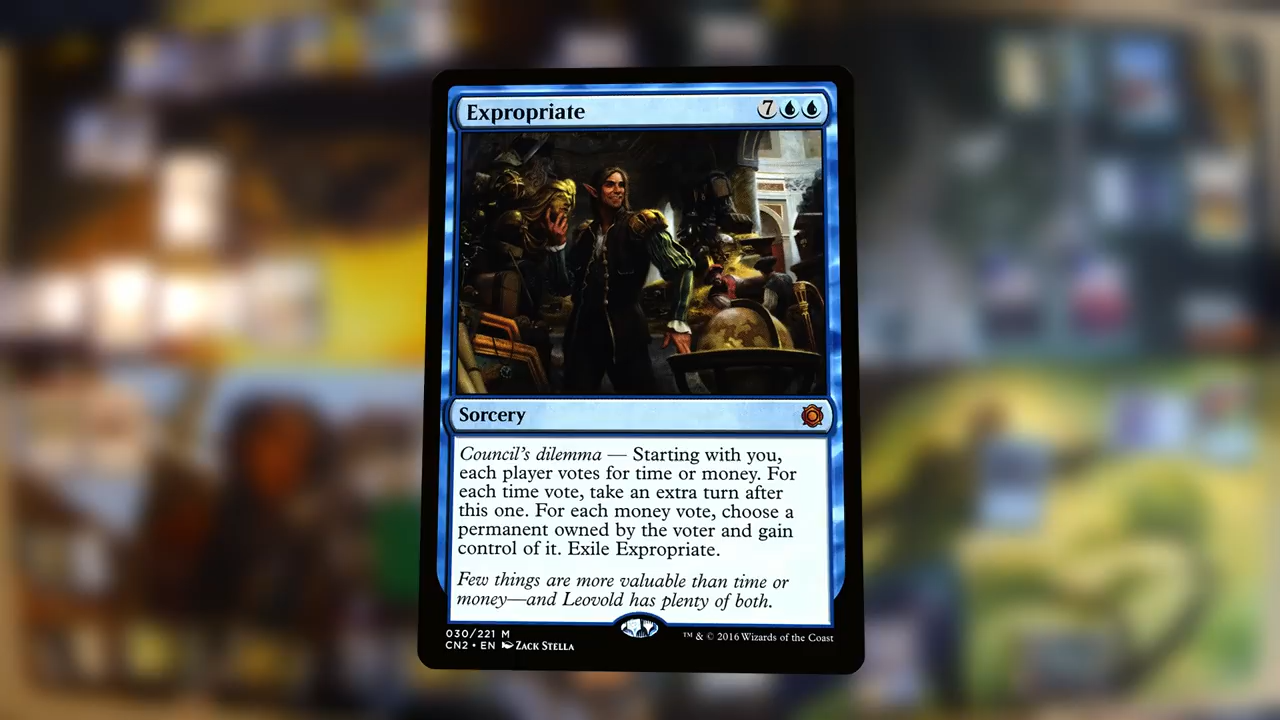 Expropriate 7
Sorcery
Council's dilemma — Starting with you,
each player votes for time or money. For
each time vote, take an extra turn after
this one. For each money vote, choose a
permanent owned by the voter and gain
control of it. Exile Expropriate.
Few things are more valuable than time or
money—and Leovold has plenty of both.
030/221 M
CN2 • EN ZACK STELLA
™ & © 2016 Wizards of the Coast